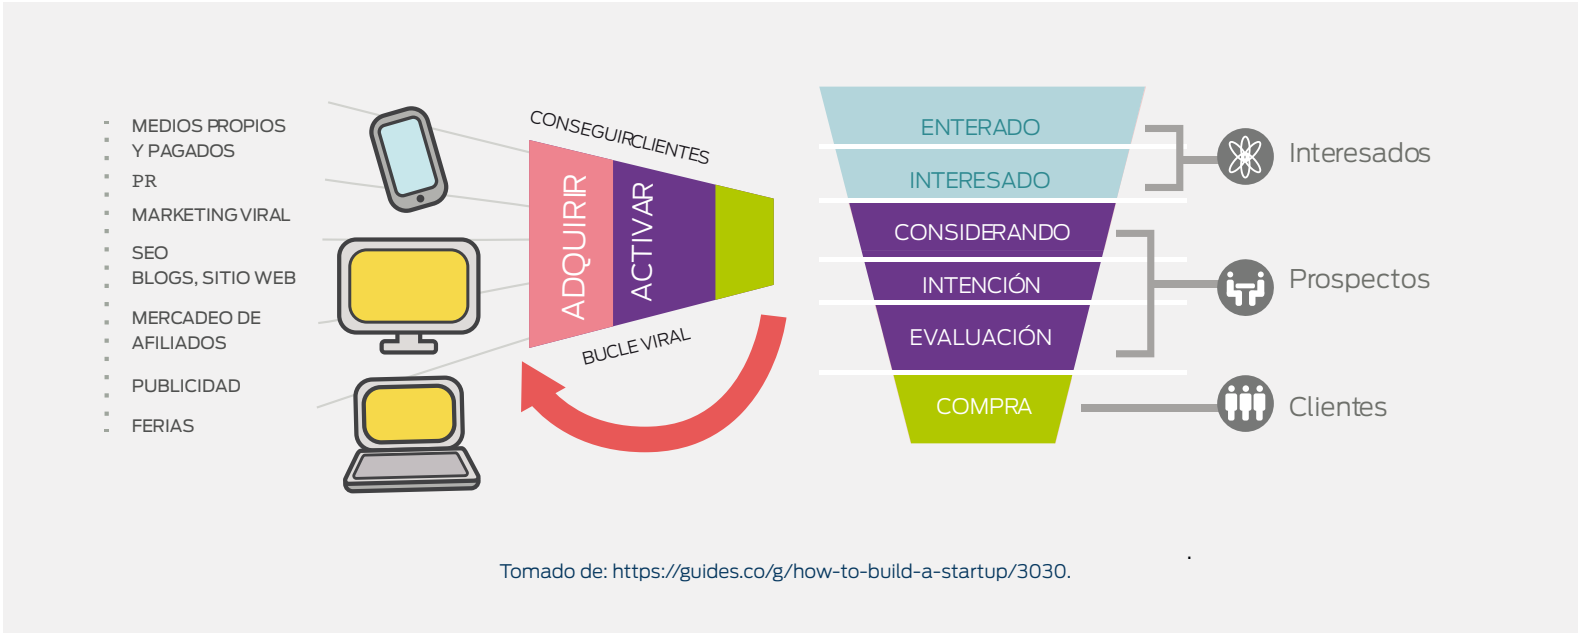 MEDIOS PROPIOS
Y PAGADOS
PR
MARKETING VIRAL
SEO
BLOGS, SITIO WEB
MERCADEO DE
AFILIADOS
PUBLICIDAD
FERIAS
CONSEGUIR CLIENTES
ADQUIRIR
ACTIVAR
BUCLE VIRAL
ENTERADO
INTERESADO
CONSIDERANDO
INTENCIÓN
EVALUACIÓN
COMPRA
Interesados
Prospectos
Clientes
Tomado de: https://guides.co/g/how-to-build-a-startup/3030.